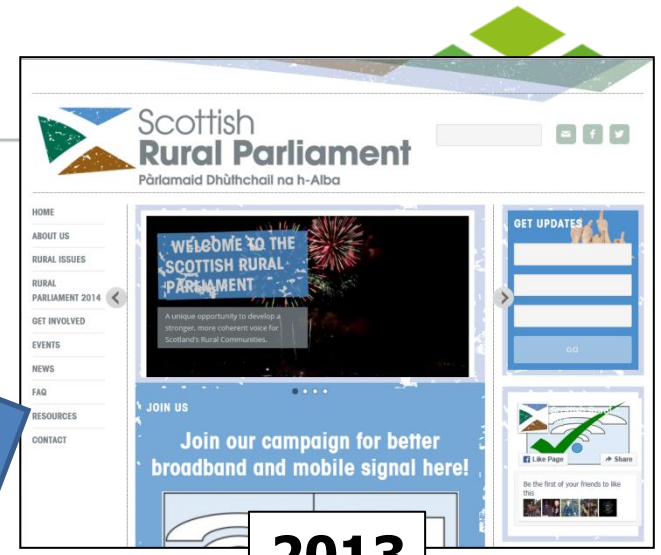 Scottish
Rural Parliament
Pàrlamaid Dhùthchail na h-Alba
HOME
ABOUT US
RURAL ISSUES
RURAL
PARLIAMENT 2014
GET INVOLVED
EVENTS
NEWS
FAQ
RESOURCES
CONTACT
WELCOME TO THE
SCOTTISH RURAL
PARLIAMENT
A unique opportunity to develop a
stronger, more coherent voice for
Scotland's Rural Communities.
JOIN US
Join our campaign for better
broadband and mobile signal here!
GET UPDATES
GO
Like Page
Share
Be the first of your friends to like
this
2013